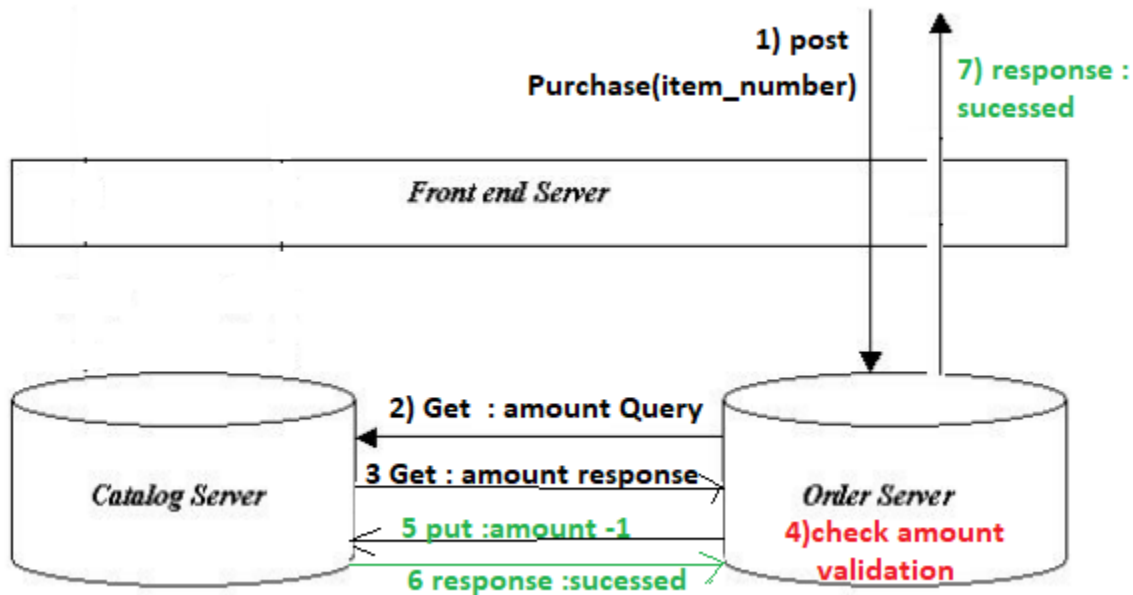 1) post
Purchase(item_number)
7) response :
sucessed
Front end Server
2) Get : amount Query
3 Get : amount response
Catalog Server
Order Server
5 put :amount -1
4)check amount
validation
6 response :sucessed